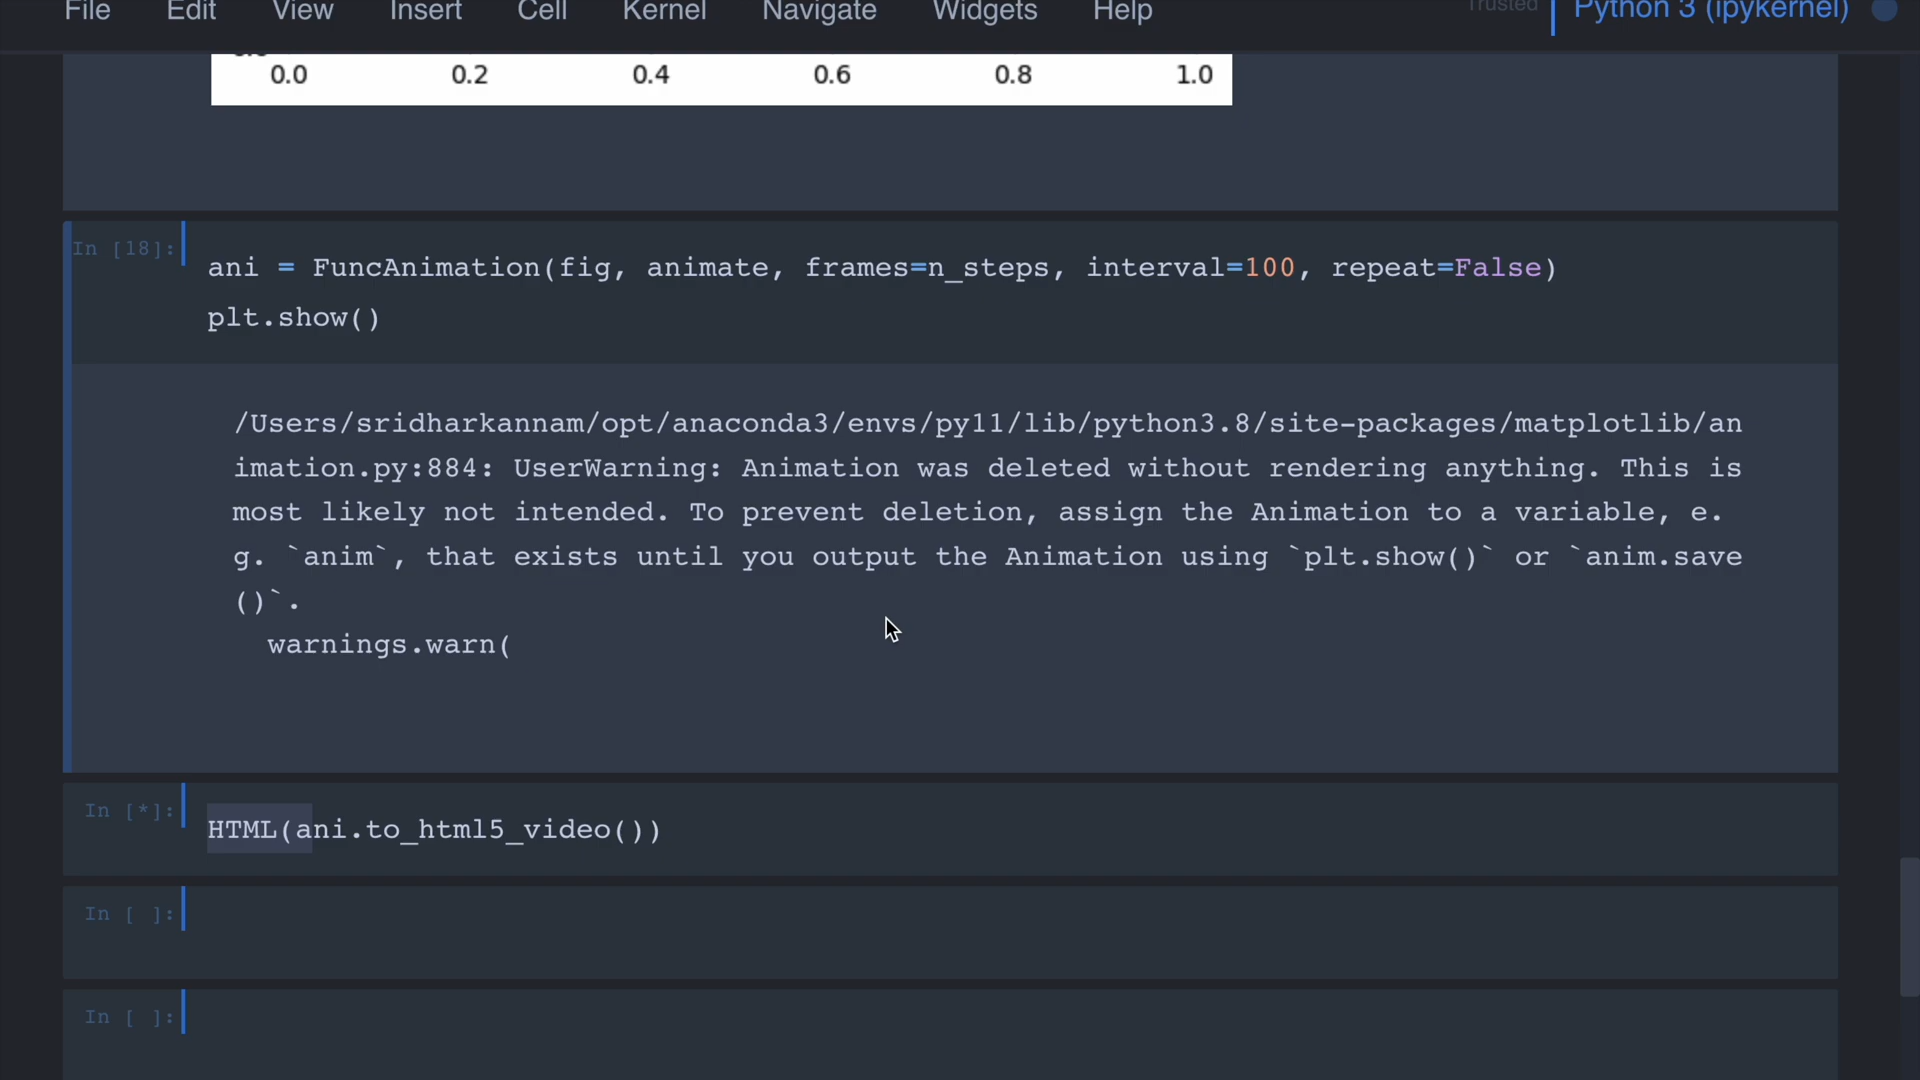 File Edit View Insert Cell Kernel Navigate Widgets Help Trusted Python 3 (ipykernel)
0.0 0.2 0.4 0.6 0.8 1.0
In [18]:
ani = FuncAnimation(fig, animate, frames=n_steps, interval=100, repeat=False)
plt.show()
/Users/sridharkannam/opt/anaconda3/envs/py11/lib/python3.8/site-packages/matplotlib/an
imation.py:884: UserWarning: Animation was deleted without rendering anything. This is
most likely not intended. To prevent deletion, assign the Animation to a variable, e.
g. `anim`, that exists until you output the Animation using `plt.show()` or `anim.save
()`.
warnings.warn(
In [*]:
HTML(ani.to_html5_video())
In [ ]:
In [ ]: